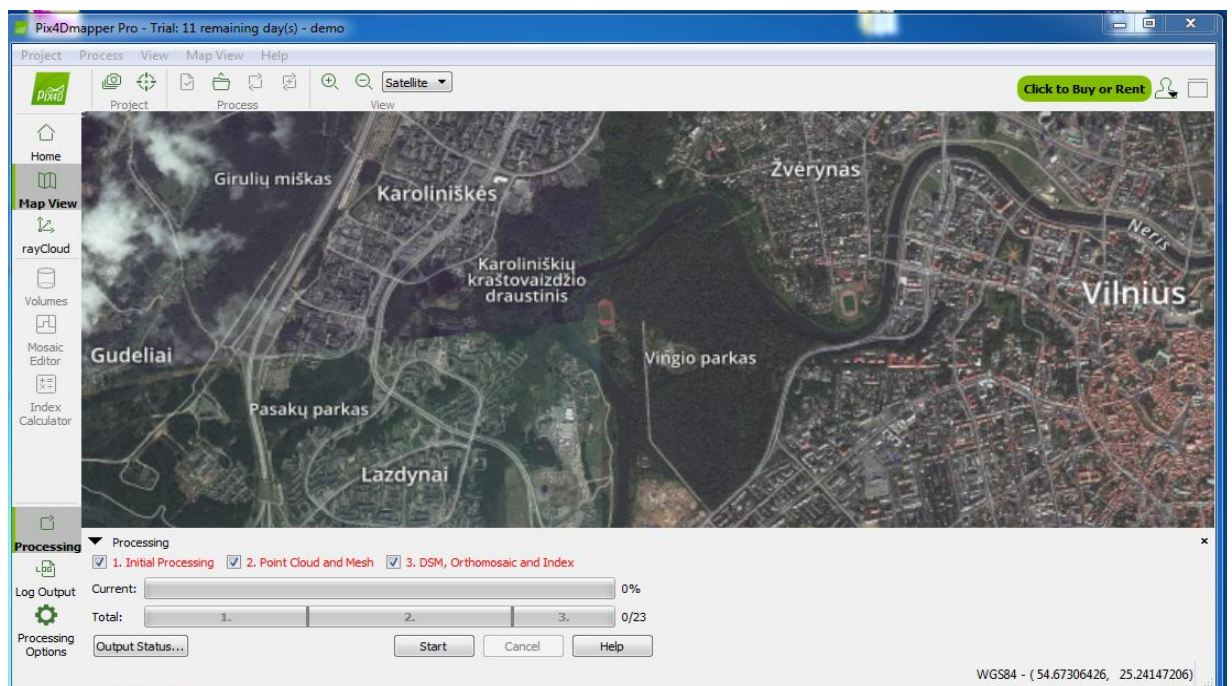 Pix4Dmapper Pro - Trial: 11 remaining day(s) - demo
Project Process View Map View Help
PIX4D
Satellite
Project Process View
Click to Buy or Rent
Home
Map View
rayCloud
Volumes
Mosaic
Editor
Index
Calculator
Girulių miškas
Karoliniškės
Žvėrynas
Neris
Karoliniškių
kraštovaizdžio
draustinis
Vilnius
Gudeliai
Vingio parkas
Pasakų parkas
Lazdynai
Processing
Log Output
Processing
Options
Processing
1. Initial Processing 2. Point Cloud and Mesh 3. DSM, Orthomosaic and Index
Current: 0%
Total: 1. 2. 3. 0/23
Output Status... Start Cancel Help
WGS84 - ( 54.67306426, 25.24147206)